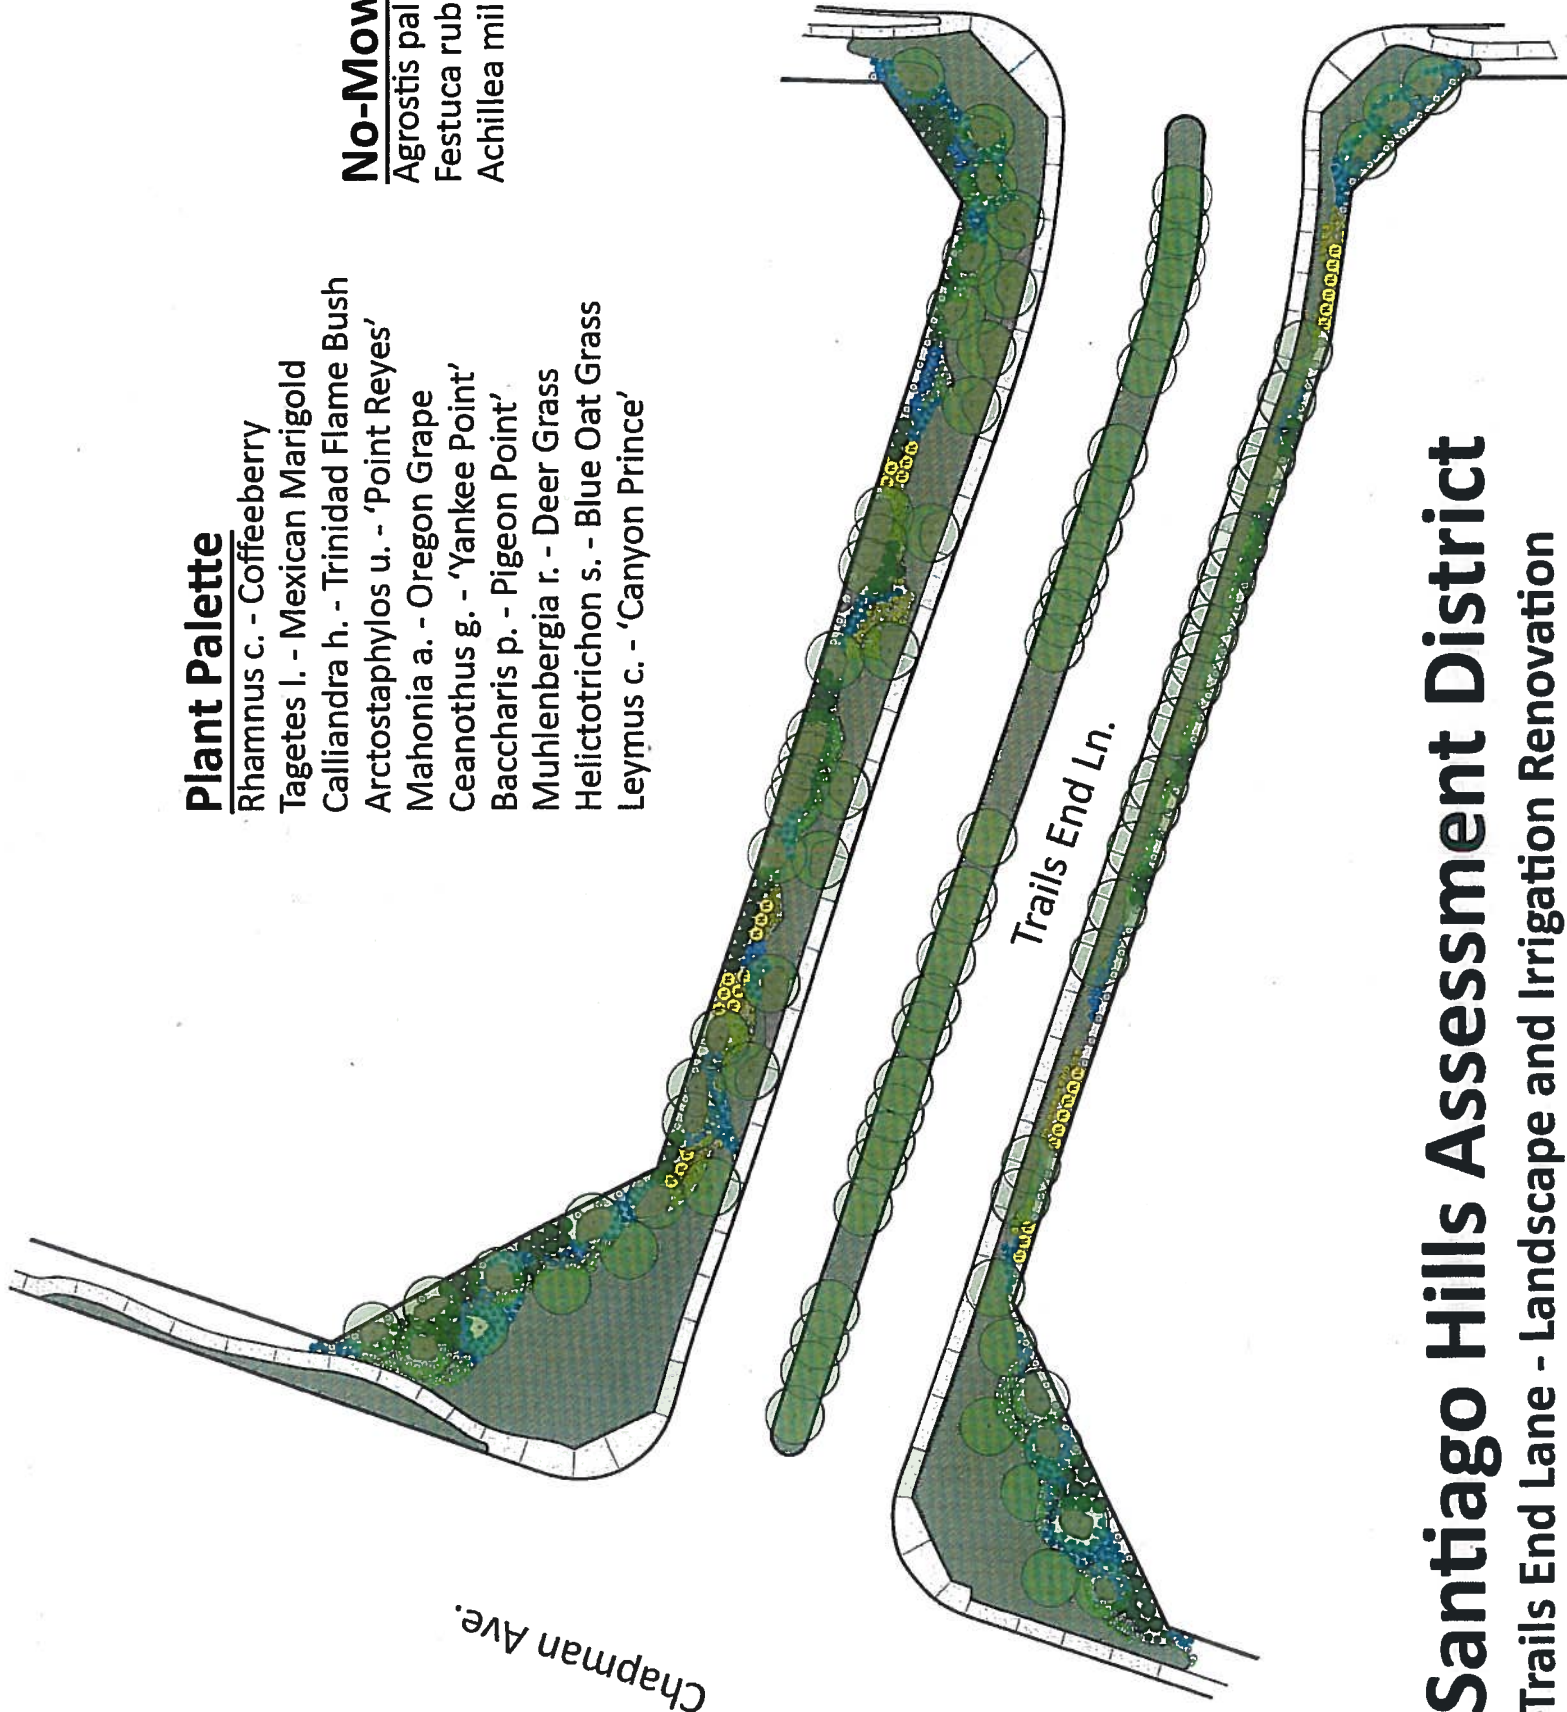 Plant Palette
Rhamnus c. - Coffeeberry
Tagetes l. - Mexican Marigold
Calliandra h. - Trinidad Flame Bush
Arctostaphylos u. - ‘Point Reyes’
Mahonia a. - Oregon Grape
Ceanothus g. - ‘Yankee Point’
Baccharis p. - Pigeon Point’
Muhlenbergia r. - Deer Grass
Helictotrichon s. - Blue Oat Grass
Leymus c. - ‘Canyon Prince’
No-Mow
Agrostis pal
Festuca rub
Achillea mil
Chapman Ave.
Trails End Ln.
Santiago Hills Assessment District
Trails End Lane - Landscape and Irrigation Renovation